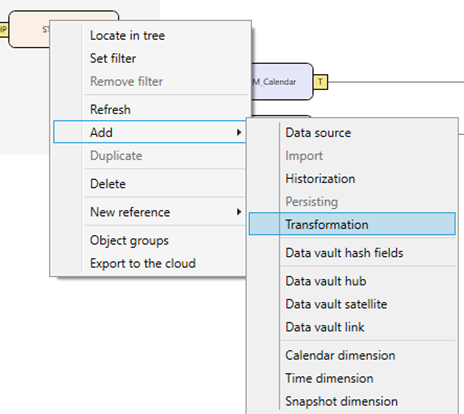 ST
Locate in tree
Set filter
Remove filter
M_Calendar
T
Refresh
Add
Duplicate
Delete
New reference
Object groups
Export to the cloud
Data source
Import
Historization
Persisting
Transformation
Data vault hash fields
Data vault hub
Data vault satellite
Data vault link
Calendar dimension
Time dimension
Snapshot dimension